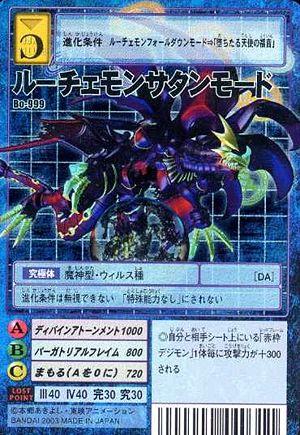 進化条件 ルーチェモンフォールダウンモード⇒「堕ちたる天使の福音」
ルーチェモンサタンモード
Bo-999
究極体 魔神型・ウィルス種 [DA]
進化条件は無視できない 「特殊能力なし」にされない
A ディバインアトーンメント1000
B パーガトリアルフレイム 800
C まもる(Aを0に) 720
◎自分と相手シート上にいる「赤枠
デジモン」1体毎に攻撃力が+300
される
LOST POINT Ⅲ40 Ⅳ40 完30 究30
©本郷あきよし・東映アニメーション
BANDAI 2003 MADE IN JAPAN